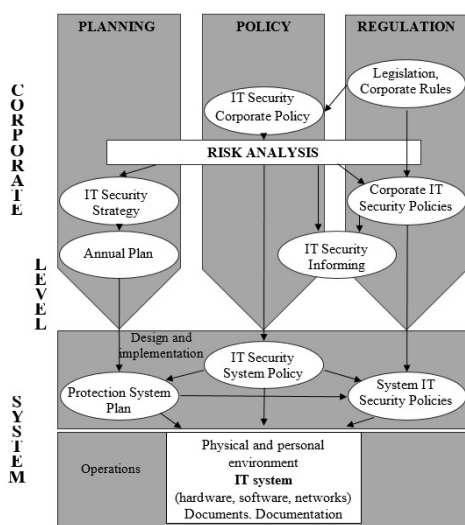 PLANNING
POLICY
REGULATION
CORPORATE
LEVEL
SYSTEM
Legislation,
Corporate Rules
IT Security
Corporate Policy
RISK ANALYSIS
IT Security
Strategy
Corporate IT
Security Policies
Annual Plan
IT Security
Informing
Design and
implementation
IT Security
System Policy
Protection System
Plan
System IT
Security Policies
Operations
Physical and personal
environment
IT system
(hardware, software, networks)
Documents. Documentation